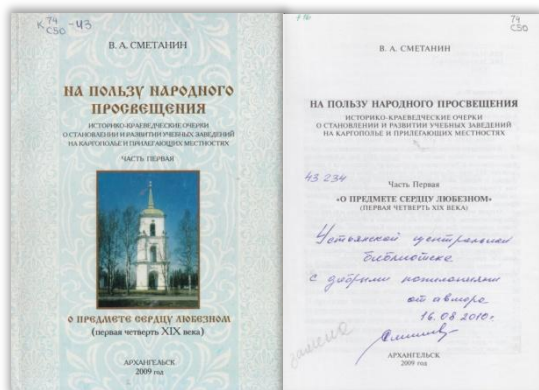 К 74 - 43
С50
В. А. СМЕТАНИН
НА ПОЛЬЗУ НАРОДНОГО
ПРОСВЕЩЕНИЯ
ИСТОРИКО-КРАЕВЕДЧЕСКИЕ ОЧЕРКИ
О СТАНОВЛЕНИИ И РАЗВИТИИ УЧЕБНЫХ ЗАВЕДЕНИЙ
НА КАРГОПОЛЬЕ И ПРИЛЕГАЮЩИХ МЕСТНОСТЯХ
ЧАСТЬ ПЕРВАЯ
О ПРЕДМЕТЕ СЕРДЦУ ЛЮБЕЗНОМ
(первая четверть XIX века)
АРХАНГЕЛЬСК
2009 год
74
С50
В. А. СМЕТАНИН
НА ПОЛЬЗУ НАРОДНОГО ПРОСВЕЩЕНИЯ
ИСТОРИКО-КРАЕВЕДЧЕСКИЕ ОЧЕРКИ
О СТАНОВЛЕНИИ И РАЗВИТИИ УЧЕБНЫХ ЗАВЕДЕНИЙ
НА КАРГОПОЛЬЕ И ПРИЛЕГАЮЩИХ МЕСТНОСТЯХ
43 234
Часть Первая
«О ПРЕДМЕТЕ СЕРДЦУ ЛЮБЕЗНОМ»
(ПЕРВАЯ ЧЕТВЕРТЬ XIX ВЕКА)
Устьянской центральной
библиотеке
с добрыми пожеланиями
от автора
16.08.2010г.
замена
АРХАНГЕЛЬСК
2009 год